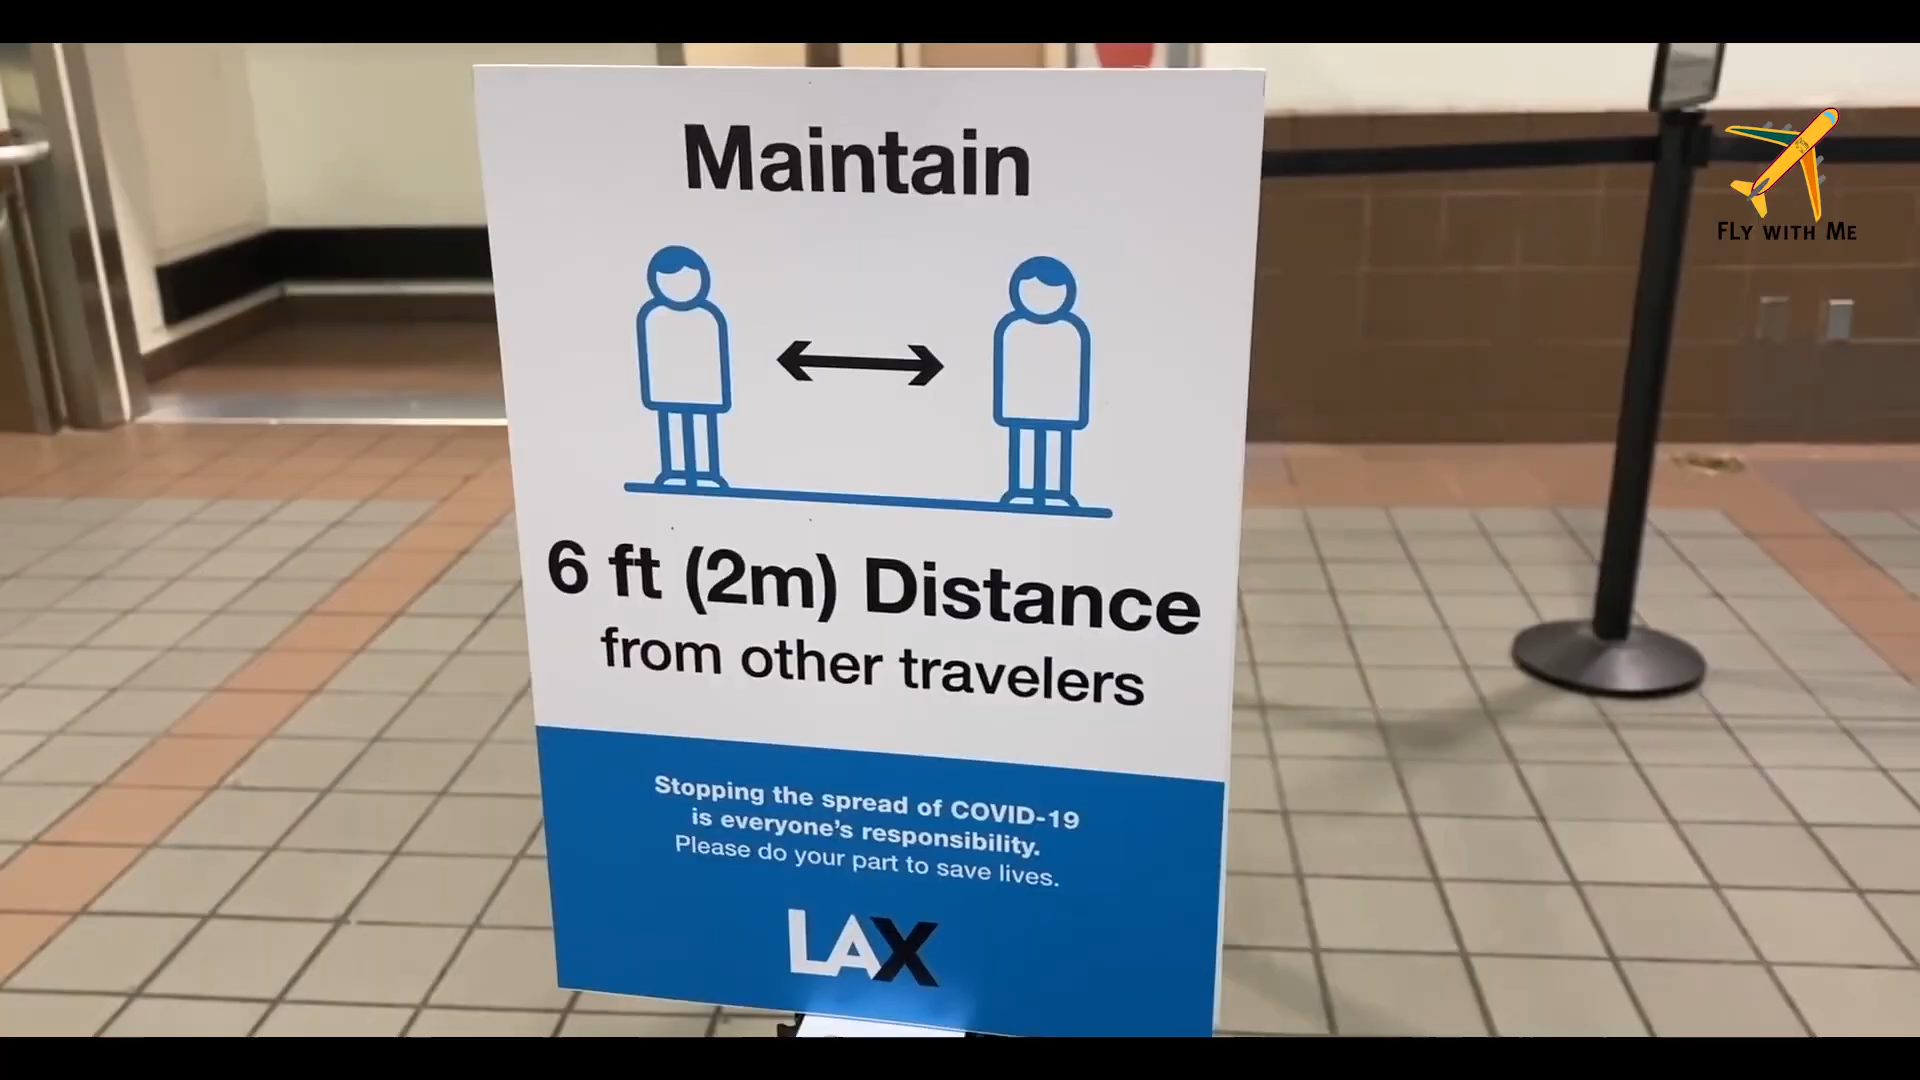 Maintain
6 ft (2m) Distance
from other travelers
Stopping the spread of COVID-19
is everyone's responsibility.
Please do your part to save lives.
LAX
FLY WITH ME